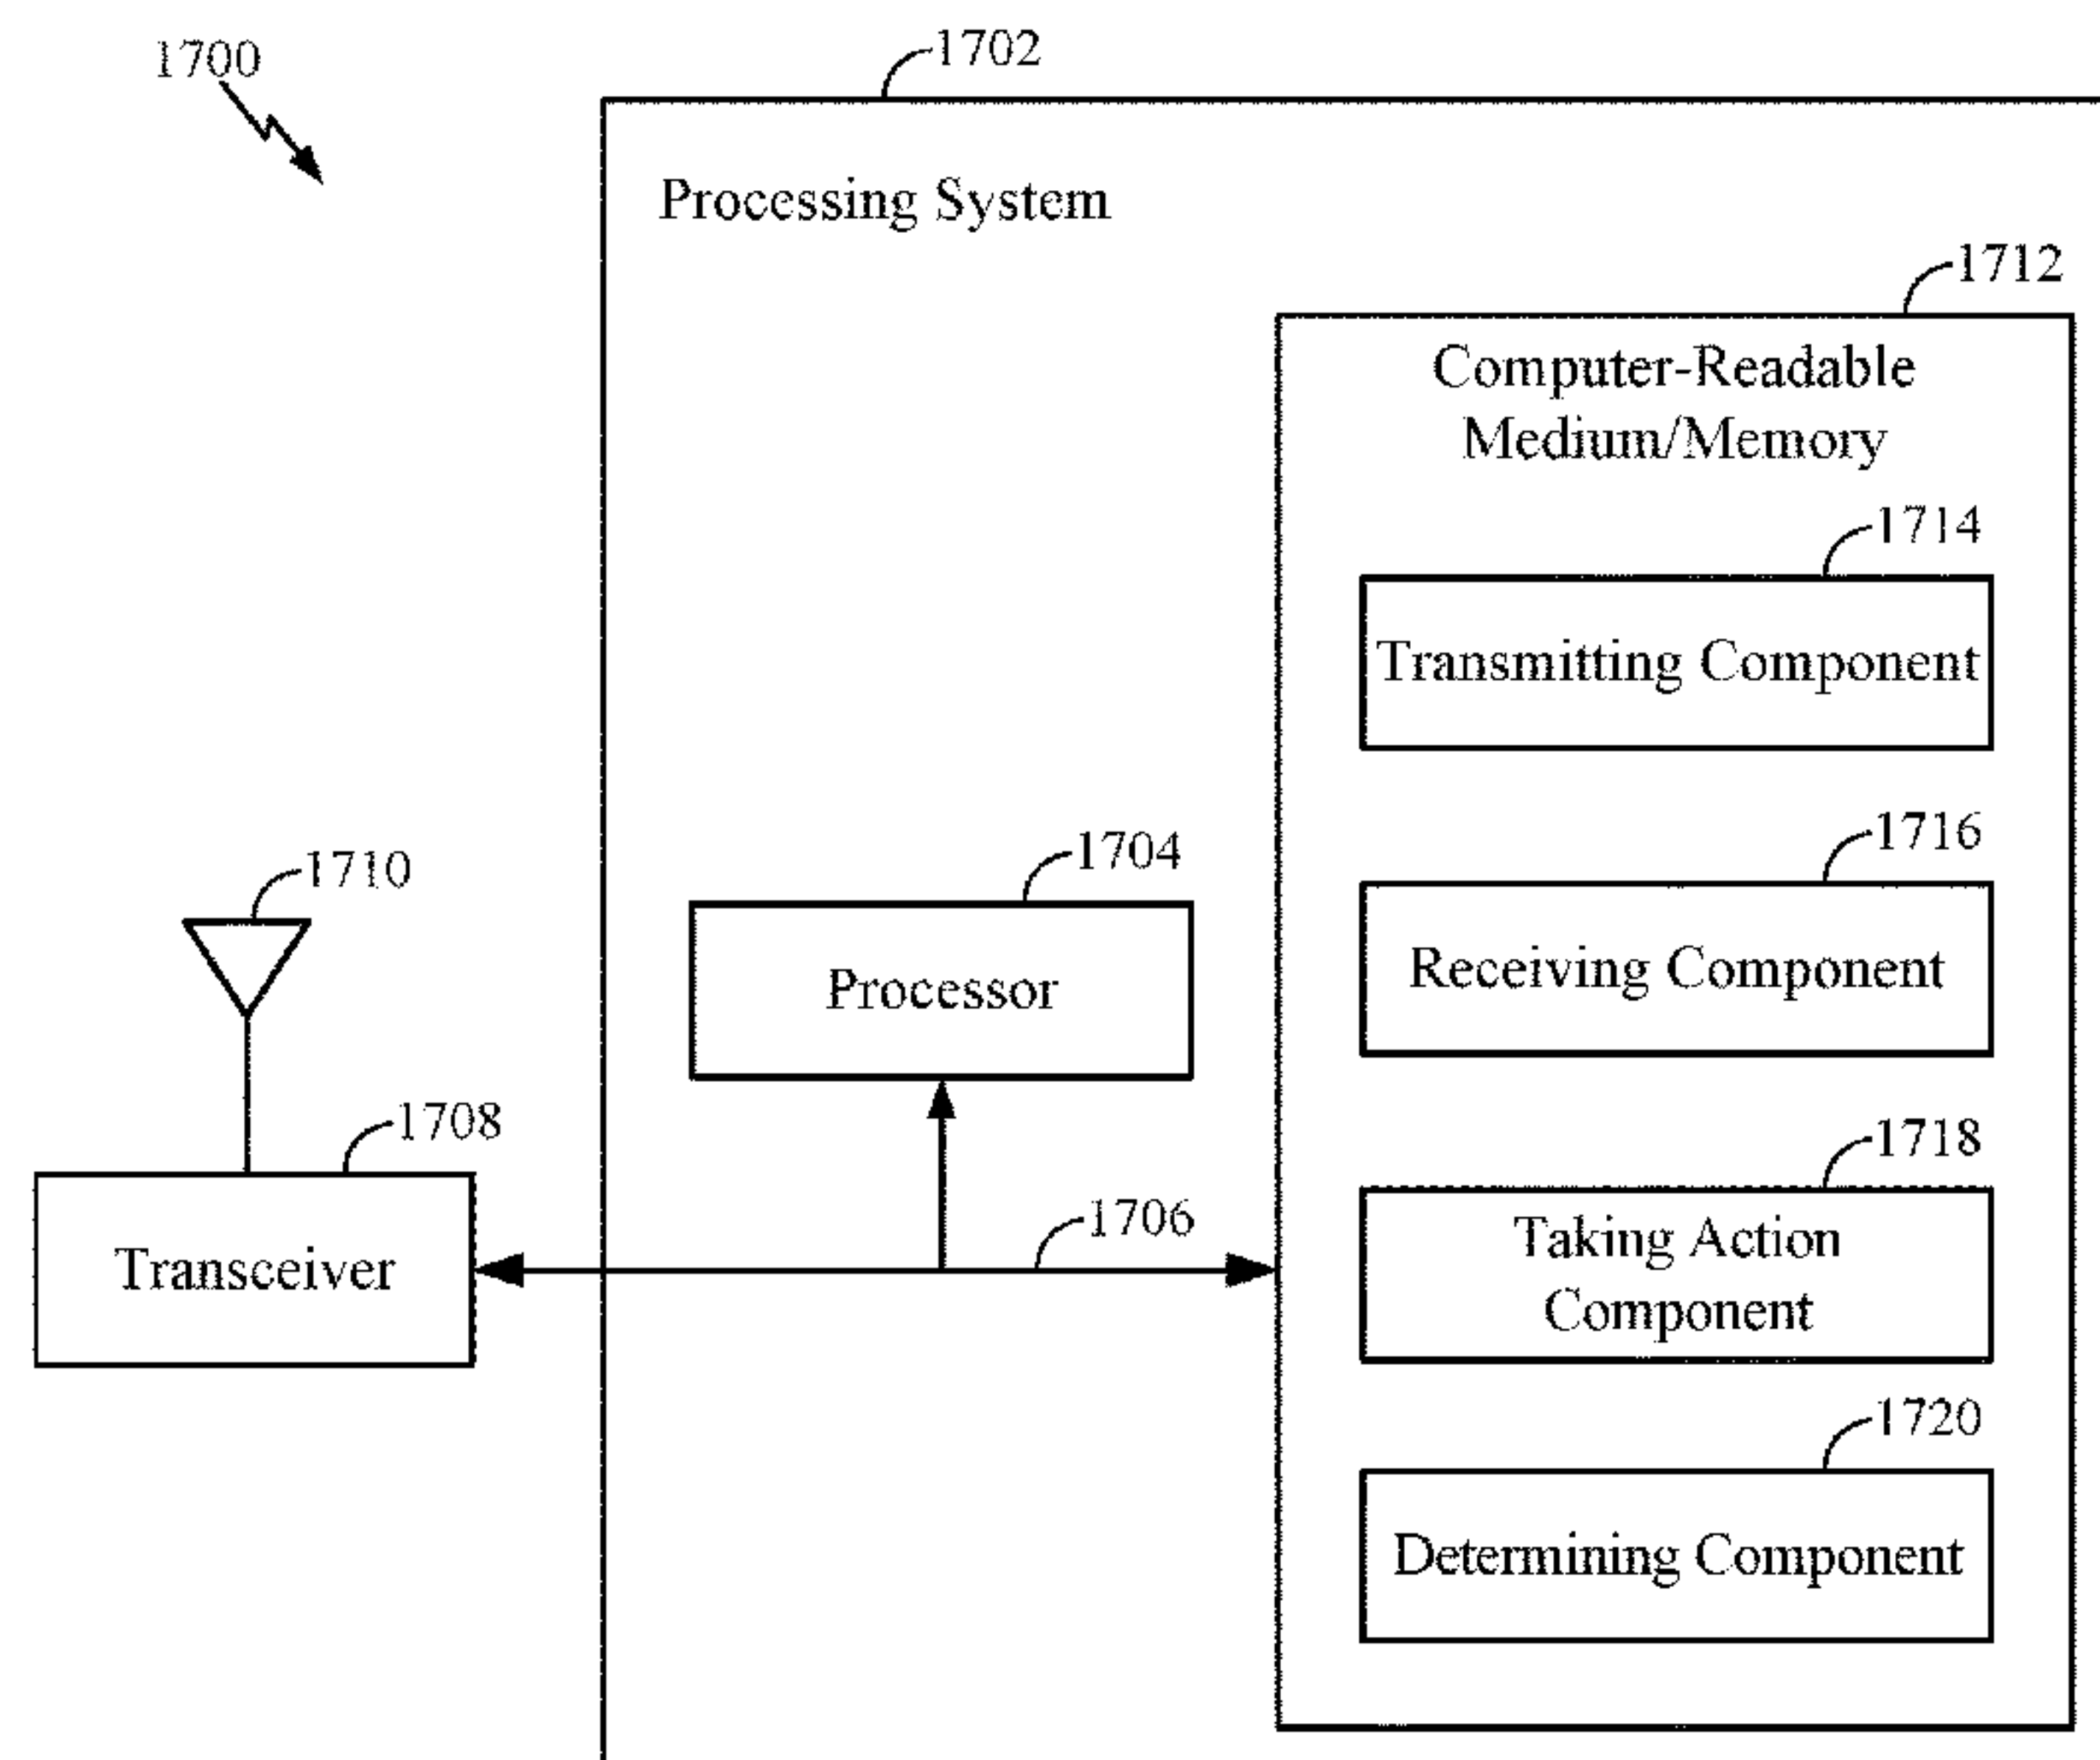 1700
1702
Processing System
1712
Computer-Readable
Medium/Memory
1714
Transmitting Component
1716
Receiving Component
1704
Processor
1710
1708
Transceiver
1706
1718
Taking Action
Component
1720
Determining Component